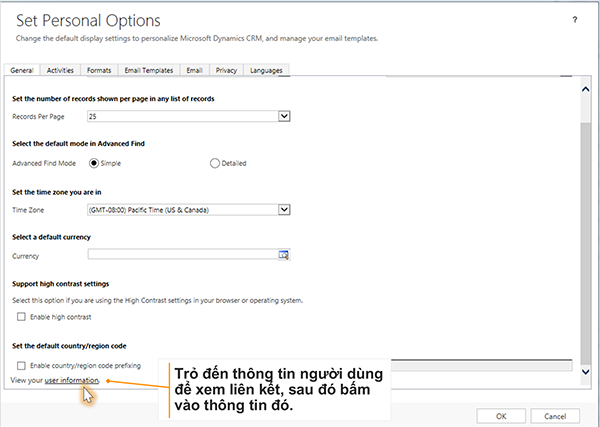 Set Personal Options
?
Change the default display settings to personalize Microsoft Dynamics CRM, and manage your email templates.
General Activities Formats Email Templates Email Privacy Languages
Set the number of records shown per page in any list of records
Records Per Page 25
Select the default mode in Advanced Find
Advanced Find Mode Simple Detailed
Set the time zone you are in
Time Zone (GMT-08:00) Pacific Time (US & Canada)
Select a default currency
Currency
Support high contrast settings
Select this option if you are using the High Contrast settings in your browser or operating system.
Enable high contrast
Set the default country/region code
Enable country/region code prefixing
View your user information.
Trỏ đến thông tin người dùng
để xem liên kết, sau đó bấm
vào thông tin đó.
OK Cancel